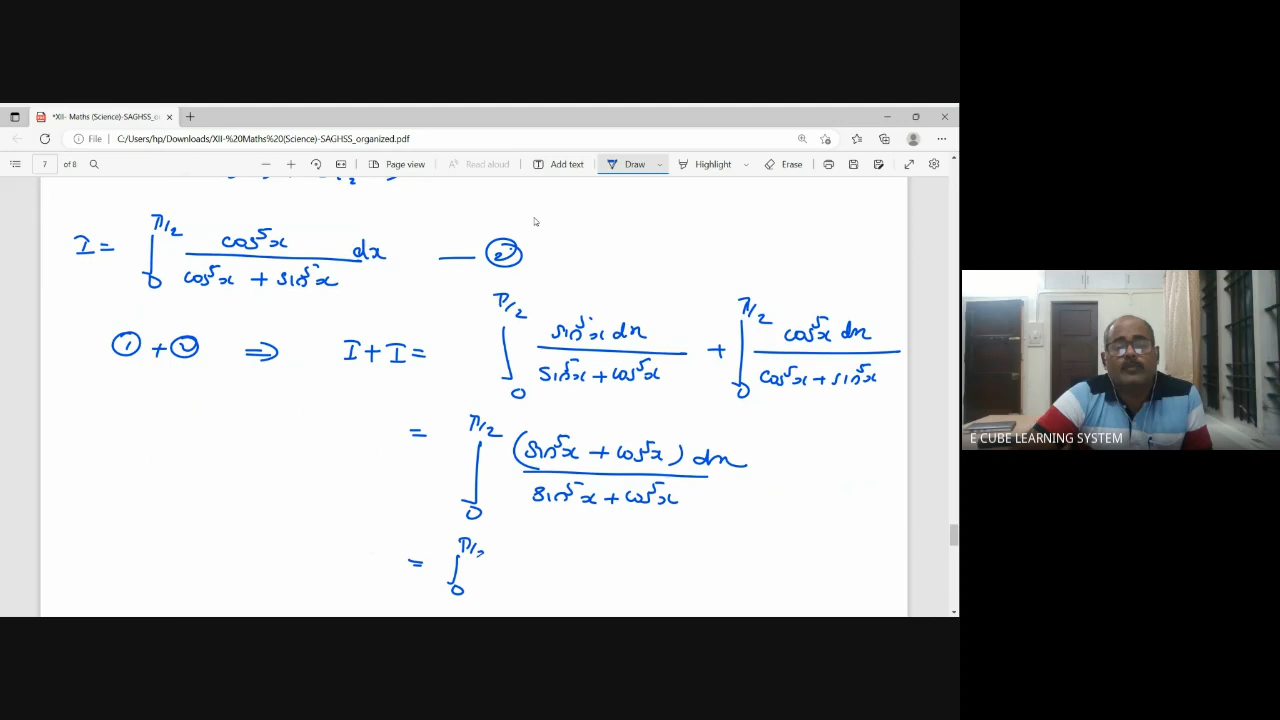 *XII- Maths (Science)-SAGHSS_o
File C:/Users/hp/Downloads/XII-%20Maths%20(Science)-SAGHSS_organized.pdf
7 of 8 Page view Read aloud Add text Draw Highlight Erase
I = ∫₀^π/2 cos⁵x / cos⁵x + sin⁵x dx — ②
① + ② ⇒ I + I = ∫₀^π/2 sin⁵x dx / sin⁵x + cos⁵x + ∫₀^π/2 cos⁵x dx / cos⁵x + sin⁵x
= ∫₀^π/2 (sin⁵x + cos⁵x) dx / sin⁵x + cos⁵x
= ∫₀^π/2
E CUBE LEARNING SYSTEM